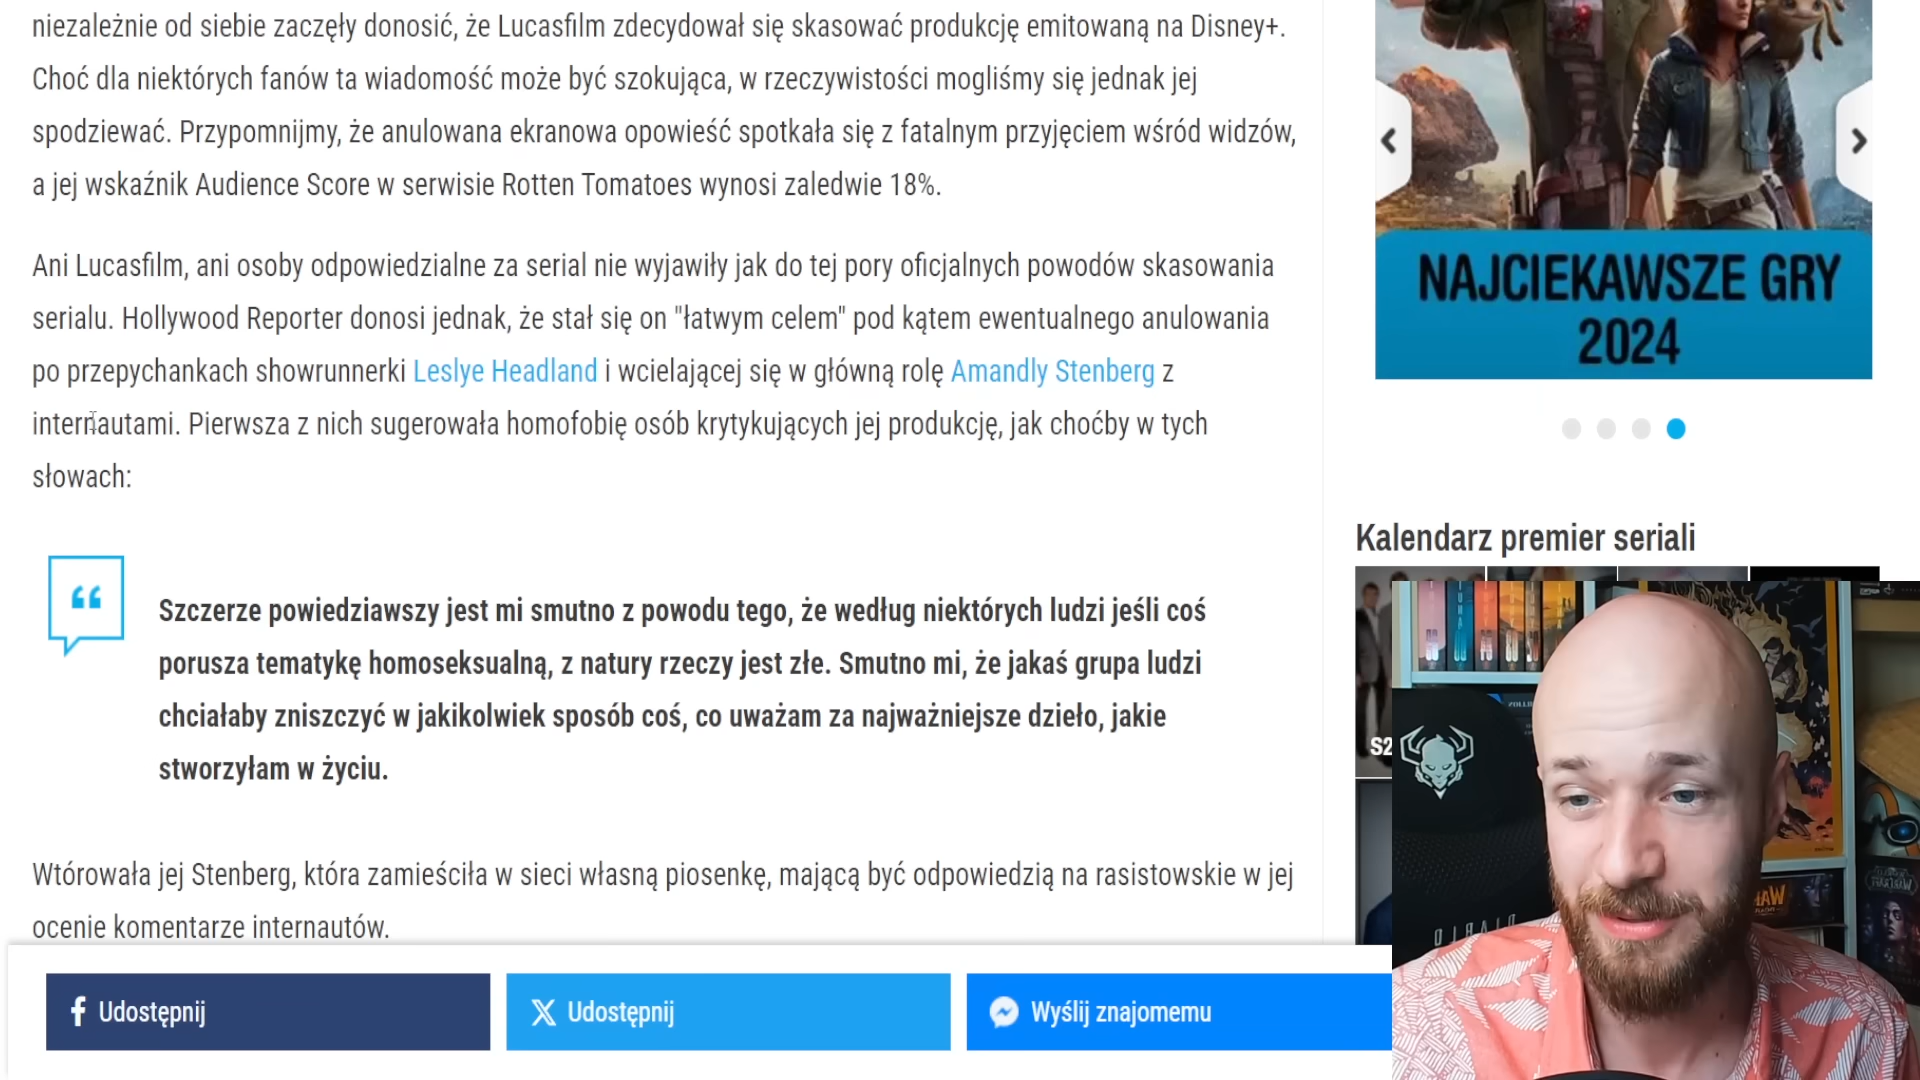 niezależnie od siebie zaczęły donosić, że Lucasfilm zdecydował się skasować produkcję emitowaną na Disney+.
Choć dla niektórych fanów ta wiadomość może być szokująca, w rzeczywistości mogliśmy się jednak jej
spodziewać. Przypomnijmy, że anulowana ekranowa opowieść spotkała się z fatalnym przyjęciem wśród widzów,
a jej wskaźnik Audience Score w serwisie Rotten Tomatoes wynosi zaledwie 18%.
Ani Lucasfilm, ani osoby odpowiedzialne za serial nie wyjawiły jak do tej pory oficjalnych powodów skasowania
serialu. Hollywood Reporter donosi jednak, że stał się on "łatwym celem" pod kątem ewentualnego anulowania
po przepychankach showrunnerki Leslye Headland i wcielającej się w główną rolę Amandly Stenberg z
internautami. Pierwsza z nich sugerowała homofobię osób krytykujących jej produkcję, jak choćby w tych
słowach:
Szczerze powiedziawszy jest mi smutno z powodu tego, że według niektórych ludzi jeśli coś
porusza tematykę homoseksualną, z natury rzeczy jest złe. Smutno mi, że jakaś grupa ludzi
chciałaby zniszczyć w jakikolwiek sposób coś, co uważam za najważniejsze dzieło, jakie
stworzyłam w życiu.
Wtórowała jej Stenberg, która zamieściła w sieci własną piosenkę, mającą być odpowiedzią na rasistowskie w jej
ocenie komentarze internautów.
Udostępnij
Udostępnij
Wyślij znajomemu
NAJCIEKAWSZE GRY
2024
Kalendarz premier seriali
S2
DIABLO